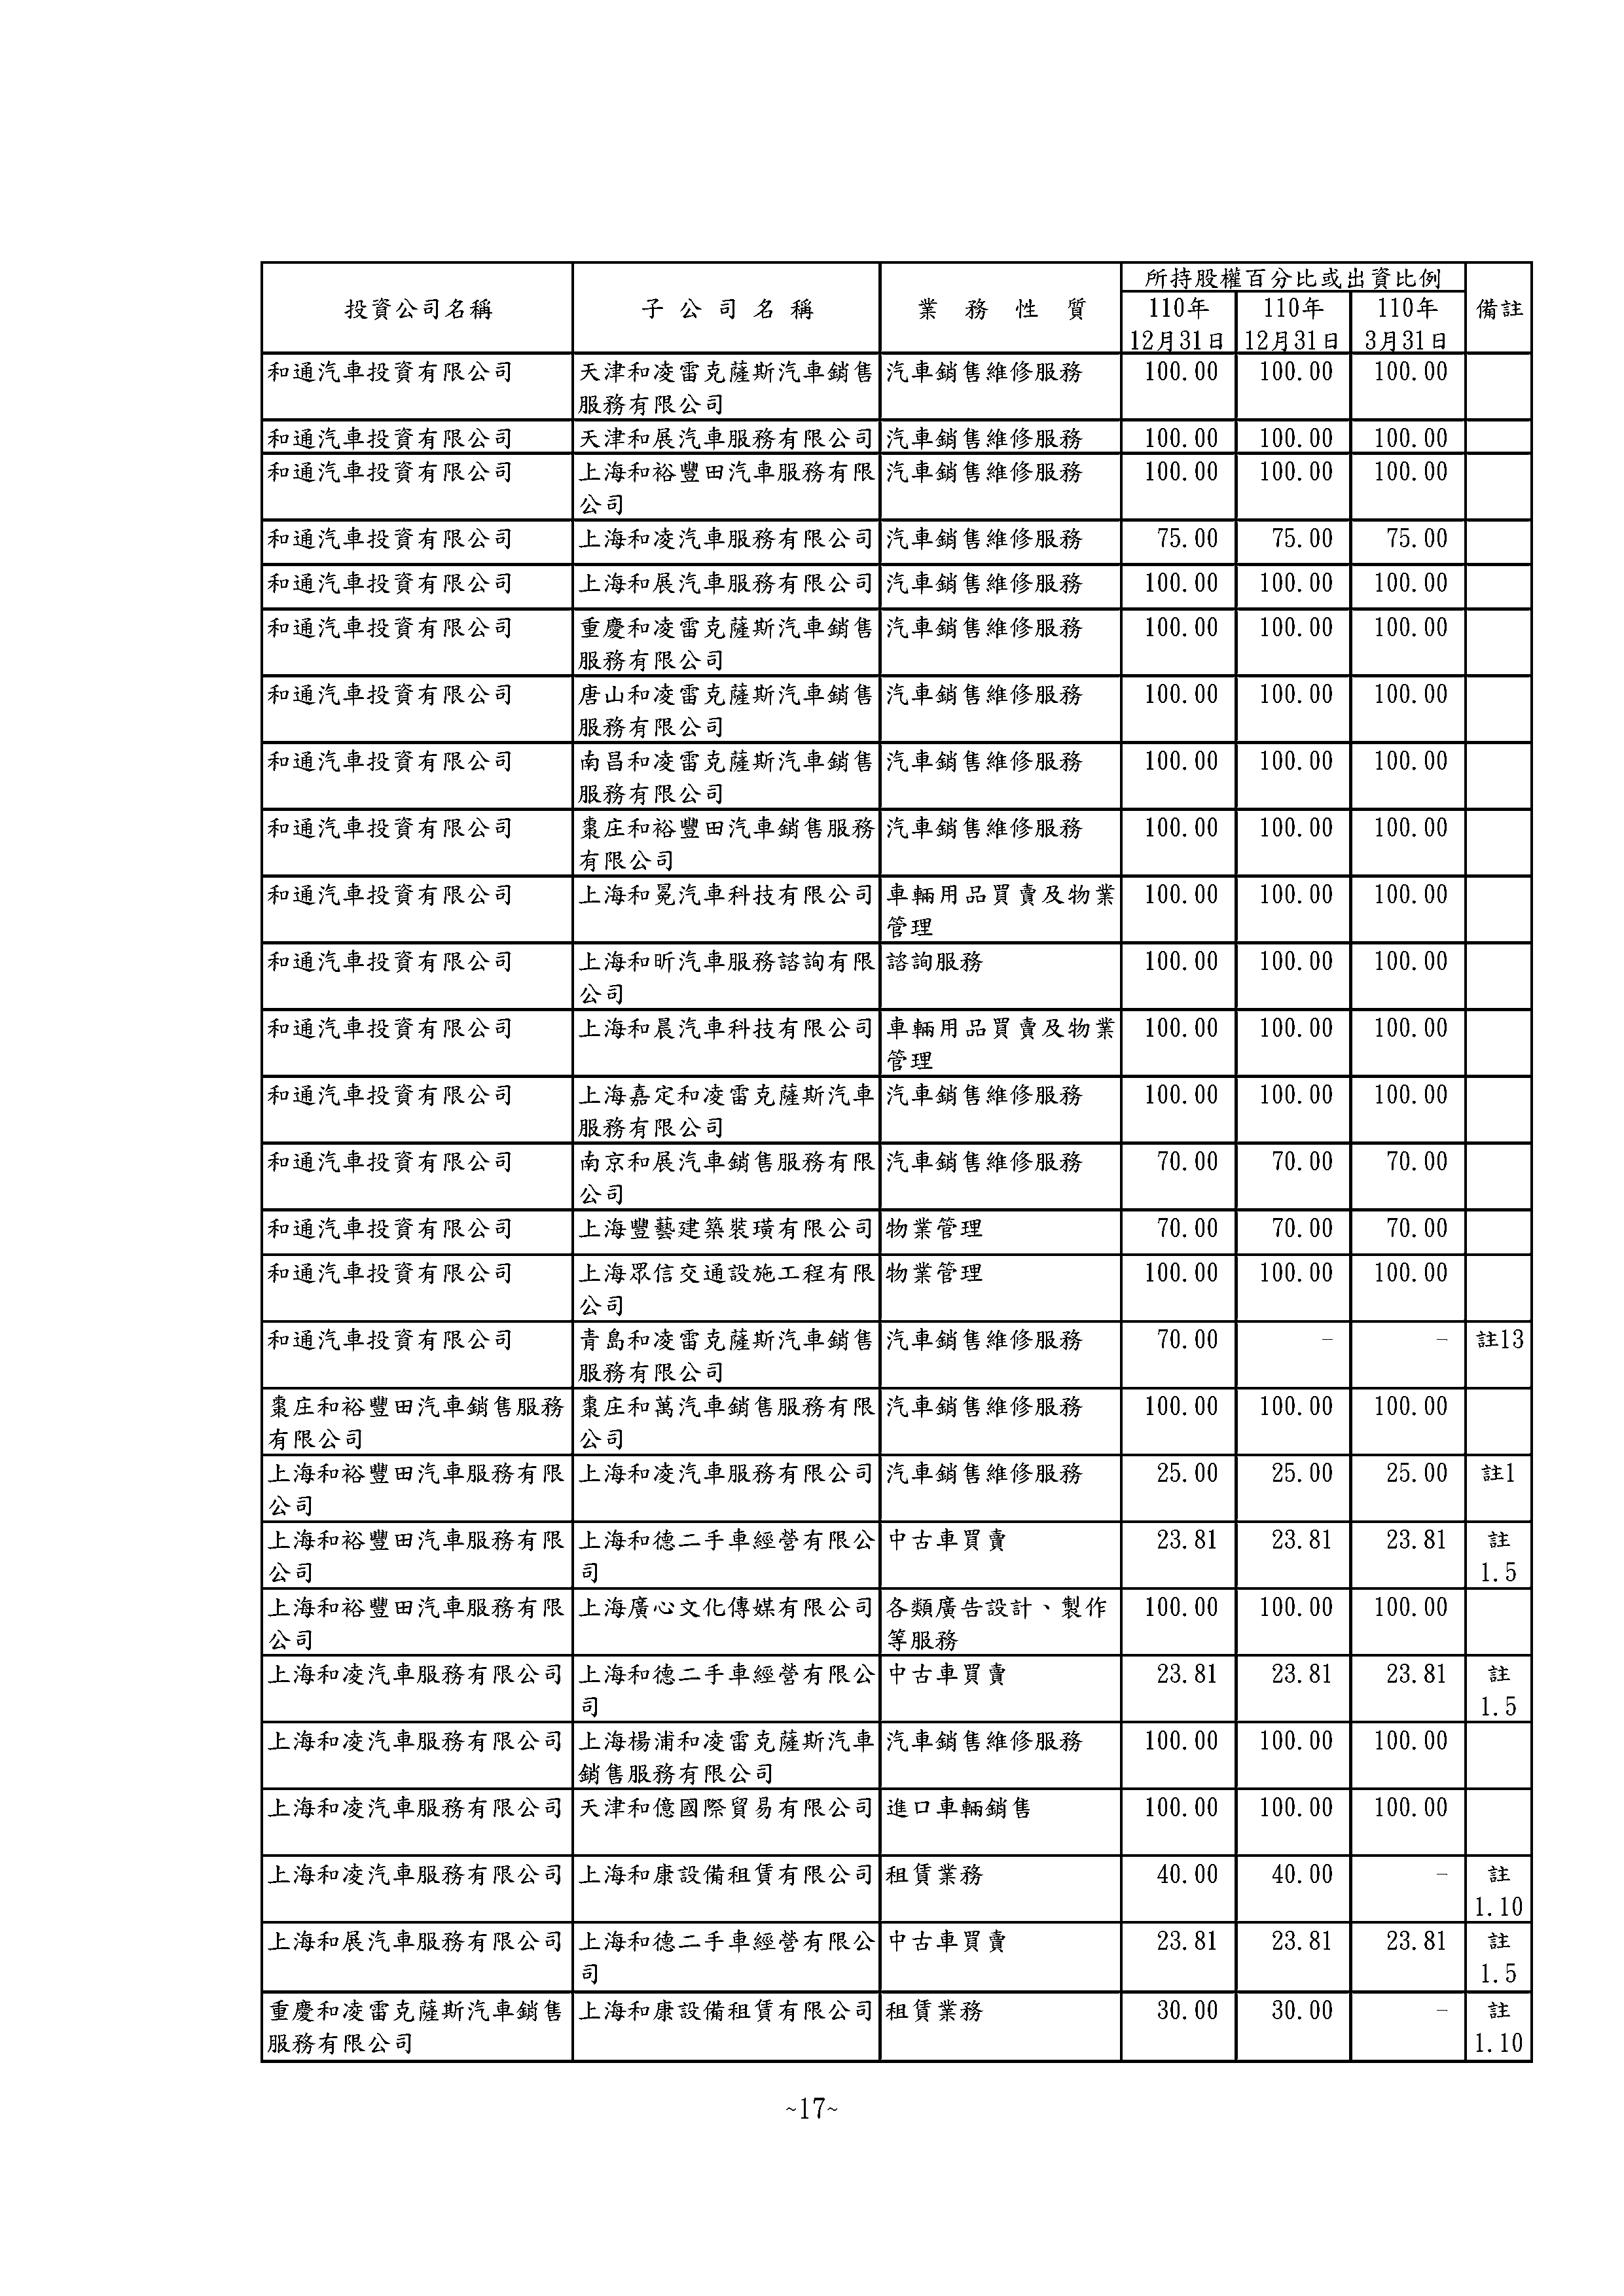 所持股權百分比或出資比例
投資公司名稱 子公司名稱 業務性質 110年 110年 110年 備註
12月31日 12月31日 3月31日
和通汽車投資有限公司 天津和凌雷克薩斯汽車銷售 汽車銷售維修服務 100.00 100.00 100.00
服務有限公司
和通汽車投資有限公司 天津和展汽車服務有限公司 汽車銷售維修服務 100.00 100.00 100.00
和通汽車投資有限公司 上海和裕豐田汽車服務有限 汽車銷售維修服務 100.00 100.00 100.00
公司
和通汽車投資有限公司 上海和凌汽車服務有限公司 汽車銷售維修服務 75.00 75.00 75.00
和通汽車投資有限公司 上海和展汽車服務有限公司 汽車銷售維修服務 100.00 100.00 100.00
和通汽車投資有限公司 重慶和凌雷克薩斯汽車銷售 汽車銷售維修服務 100.00 100.00 100.00
服務有限公司
和通汽車投資有限公司 唐山和凌雷克薩斯汽車銷售 汽車銷售維修服務 100.00 100.00 100.00
服務有限公司
和通汽車投資有限公司 南昌和凌雷克薩斯汽車銷售 汽車銷售維修服務 100.00 100.00 100.00
服務有限公司
和通汽車投資有限公司 棗庄和裕豐田汽車銷售服務 汽車銷售維修服務 100.00 100.00 100.00
有限公司
和通汽車投資有限公司 上海和冕汽車科技有限公司 車輛用品買賣及物業 100.00 100.00 100.00
管理
和通汽車投資有限公司 上海和昕汽車服務諮詢有限 諮詢服務 100.00 100.00 100.00
公司
和通汽車投資有限公司 上海和晨汽車科技有限公司 車輛用品買賣及物業 100.00 100.00 100.00
管理
和通汽車投資有限公司 上海嘉定和凌雷克薩斯汽車 汽車銷售維修服務 100.00 100.00 100.00
服務有限公司
和通汽車投資有限公司 南京和展汽車銷售服務有限 汽車銷售維修服務 70.00 70.00 70.00
公司
和通汽車投資有限公司 上海豐藝建築裝璜有限公司 物業管理 70.00 70.00 70.00
和通汽車投資有限公司 上海眾信交通設施工程有限 物業管理 100.00 100.00 100.00
公司
和通汽車投資有限公司 青島和凌雷克薩斯汽車銷售 汽車銷售維修服務 70.00 - - 註13
服務有限公司
棗庄和裕豐田汽車銷售服務 棗庄和萬汽車銷售服務有限 汽車銷售維修服務 100.00 100.00 100.00
有限公司 公司
上海和裕豐田汽車服務有限 上海和凌汽車服務有限公司 汽車銷售維修服務 25.00 25.00 25.00 註1
公司
上海和裕豐田汽車服務有限 上海和德二手車經營有限公 中古車買賣 23.81 23.81 23.81 註
公司 司 1.5
上海和裕豐田汽車服務有限 上海廣心文化傳媒有限公司 各類廣告設計、製作 100.00 100.00 100.00
公司 等服務
上海和凌汽車服務有限公司 上海和德二手車經營有限公 中古車買賣 23.81 23.81 23.81 註
司 1.5
上海和凌汽車服務有限公司 上海楊浦和凌雷克薩斯汽車 汽車銷售維修服務 100.00 100.00 100.00
銷售服務有限公司
上海和凌汽車服務有限公司 天津和億國際貿易有限公司 進口車輛銷售 100.00 100.00 100.00
上海和凌汽車服務有限公司 上海和康設備租賃有限公司 租賃業務 40.00 40.00 - 註
1.10
上海和展汽車服務有限公司 上海和德二手車經營有限公 中古車買賣 23.81 23.81 23.81 註
司 1.5
重慶和凌雷克薩斯汽車銷售 上海和康設備租賃有限公司 租賃業務 30.00 30.00 - 註
服務有限公司 1.10
~17~